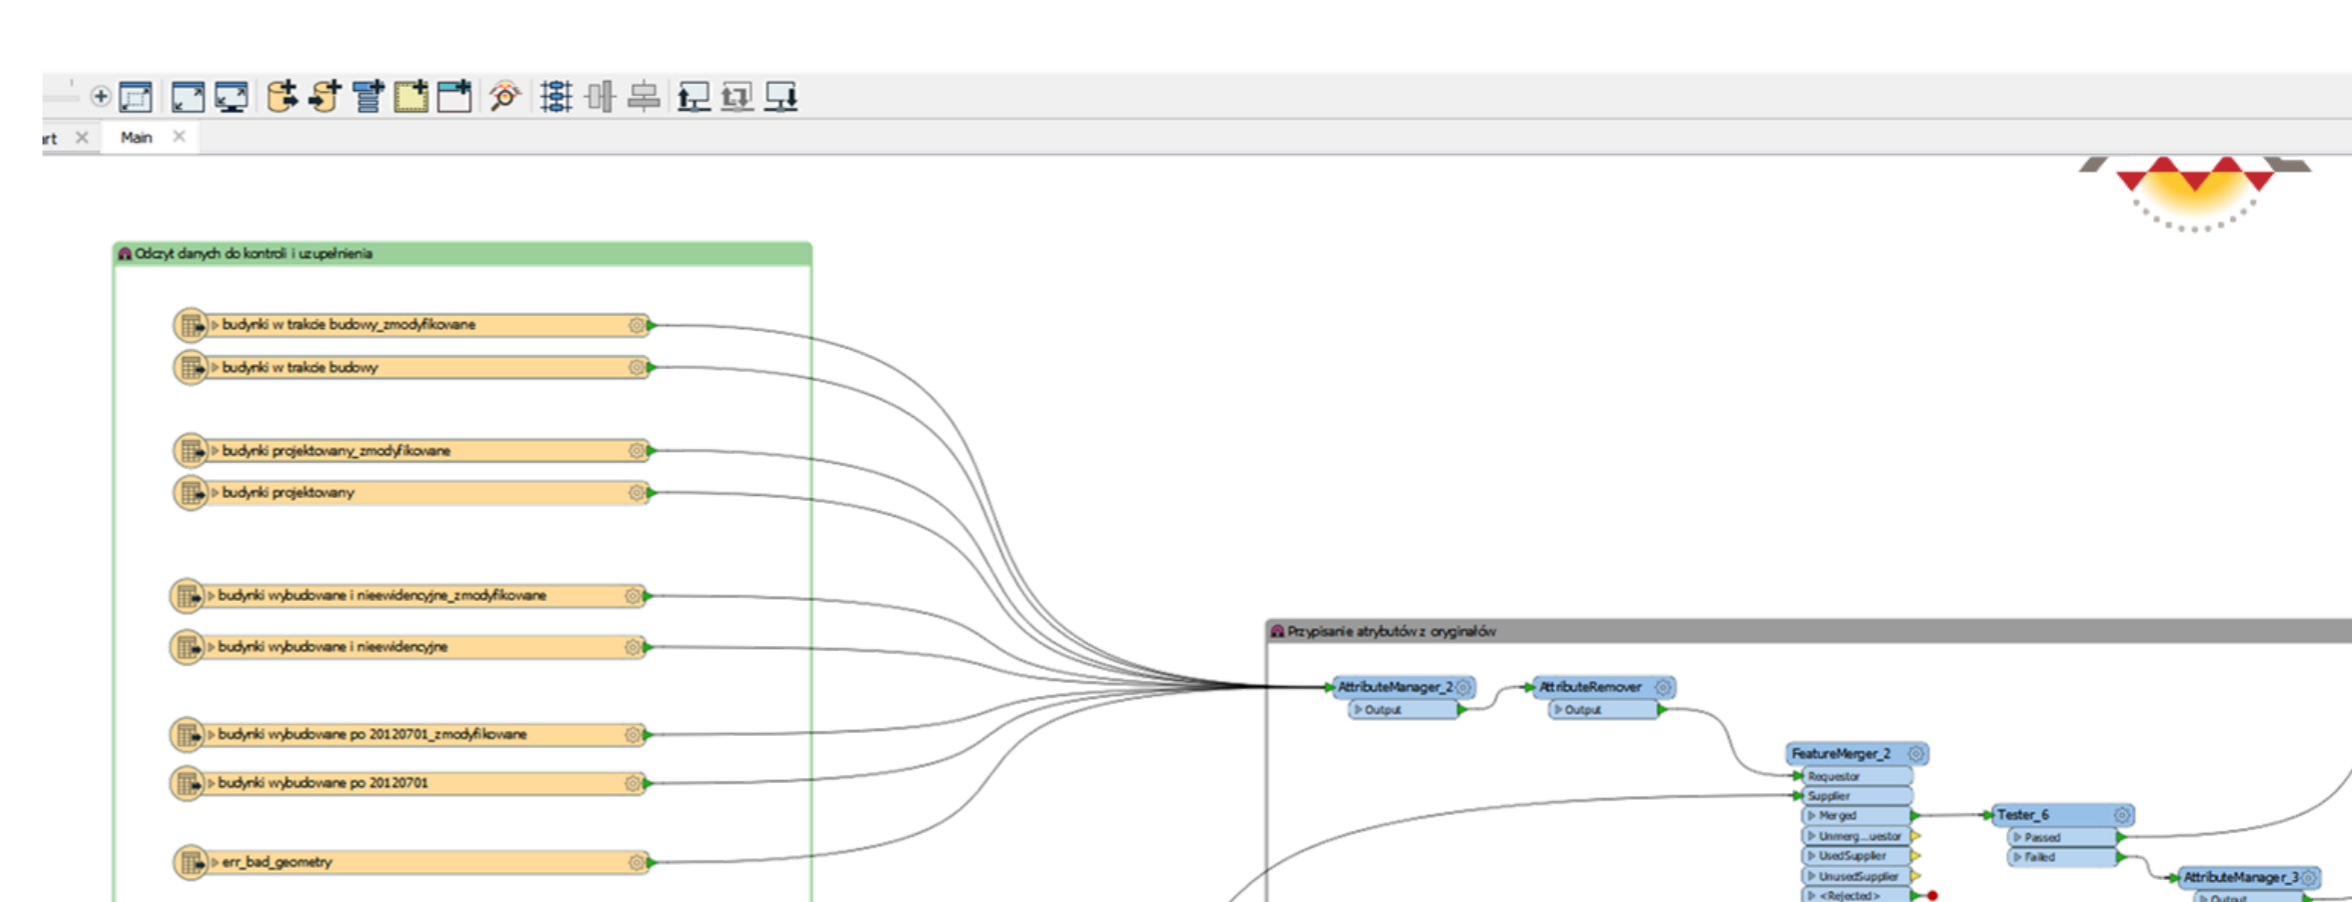 art
Main
Odczyt danych do kontroli i uzupełnienia
budynki w trakcie budowy_zmodyfikowane
budynki w trakcie budowy
budynki projektowany_zmodyfikowane
budynki projektowany
budynki wybudowane i nieewidencyjne_zmodyfikowane
budynki wybudowane i nieewidencyjne
budynki wybudowane po 20120701_zmodyfikowane
budynki wybudowane po 20120701
err_bad_geometry
Przypisanie atrybutów z oryginałów
AttributeManager_2
Output
AttributeRemover
Output
FeatureMerger_2
Requestor
Supplier
Merged
Unmerg...uestor
UsedSupplier
UnusedSupplier
<Rejected>
Tester_6
Passed
Failed
AttributeManager_3
Output